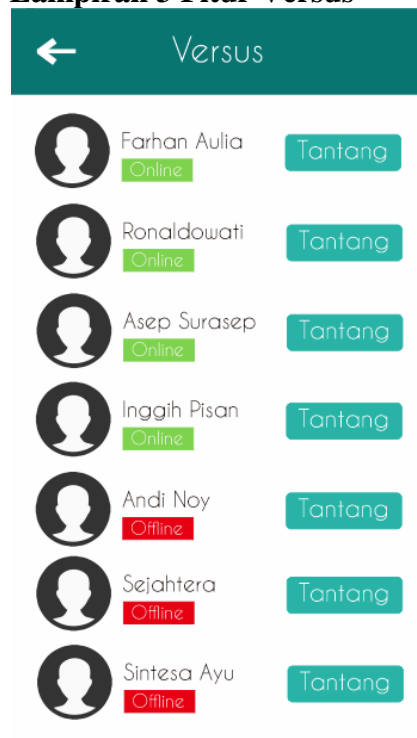 Lampiran 3 Fitur Versus
Versus
Farhan Aulia
Online
Tantang
Ronaldowati
Online
Tantang
Asep Surasep
Online
Tantang
Inggih Pisan
Online
Tantang
Andi Noy
Offline
Tantang
Sejahtera
Offline
Tantang
Sintesa Ayu
Offline
Tantang